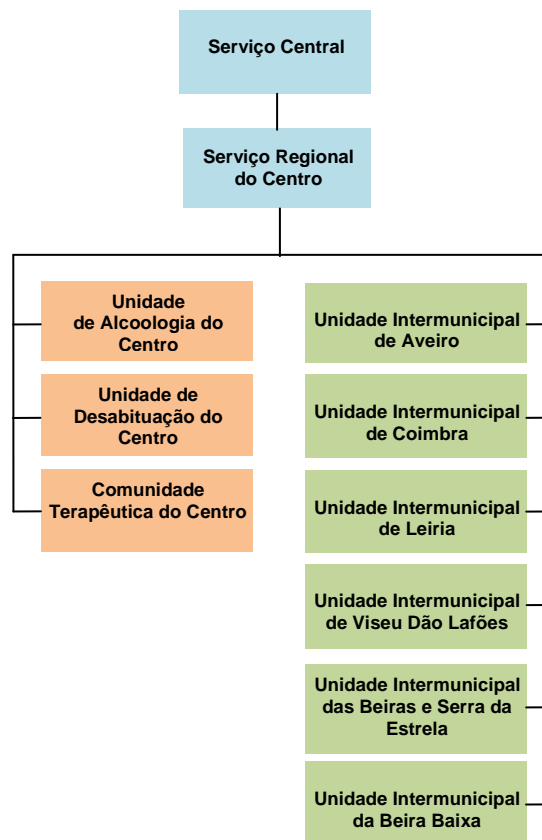 Serviço Central
Serviço Regional
do Centro
Unidade
de Alcoologia do
Centro
Unidade de
Desabituação do
Centro
Comunidade
Terapêutica do Centro
Unidade Intermunicipal
de Aveiro
Unidade Intermunicipal
de Coimbra
Unidade Intermunicipal
de Leiria
Unidade Intermunicipal
de Viseu Dão Lafões
Unidade Intermunicipal
das Beiras e Serra da
Estrela
Unidade Intermunicipal
da Beira Baixa